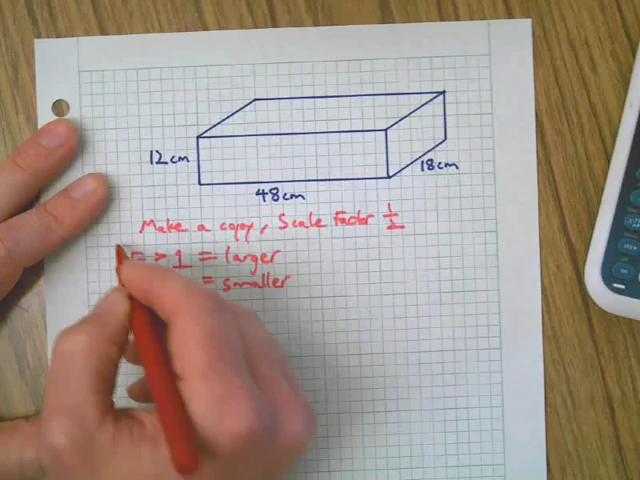 12cm
18cm
48cm
Make a copy, Scale Factor 1/2
> 1 = larger
= smaller